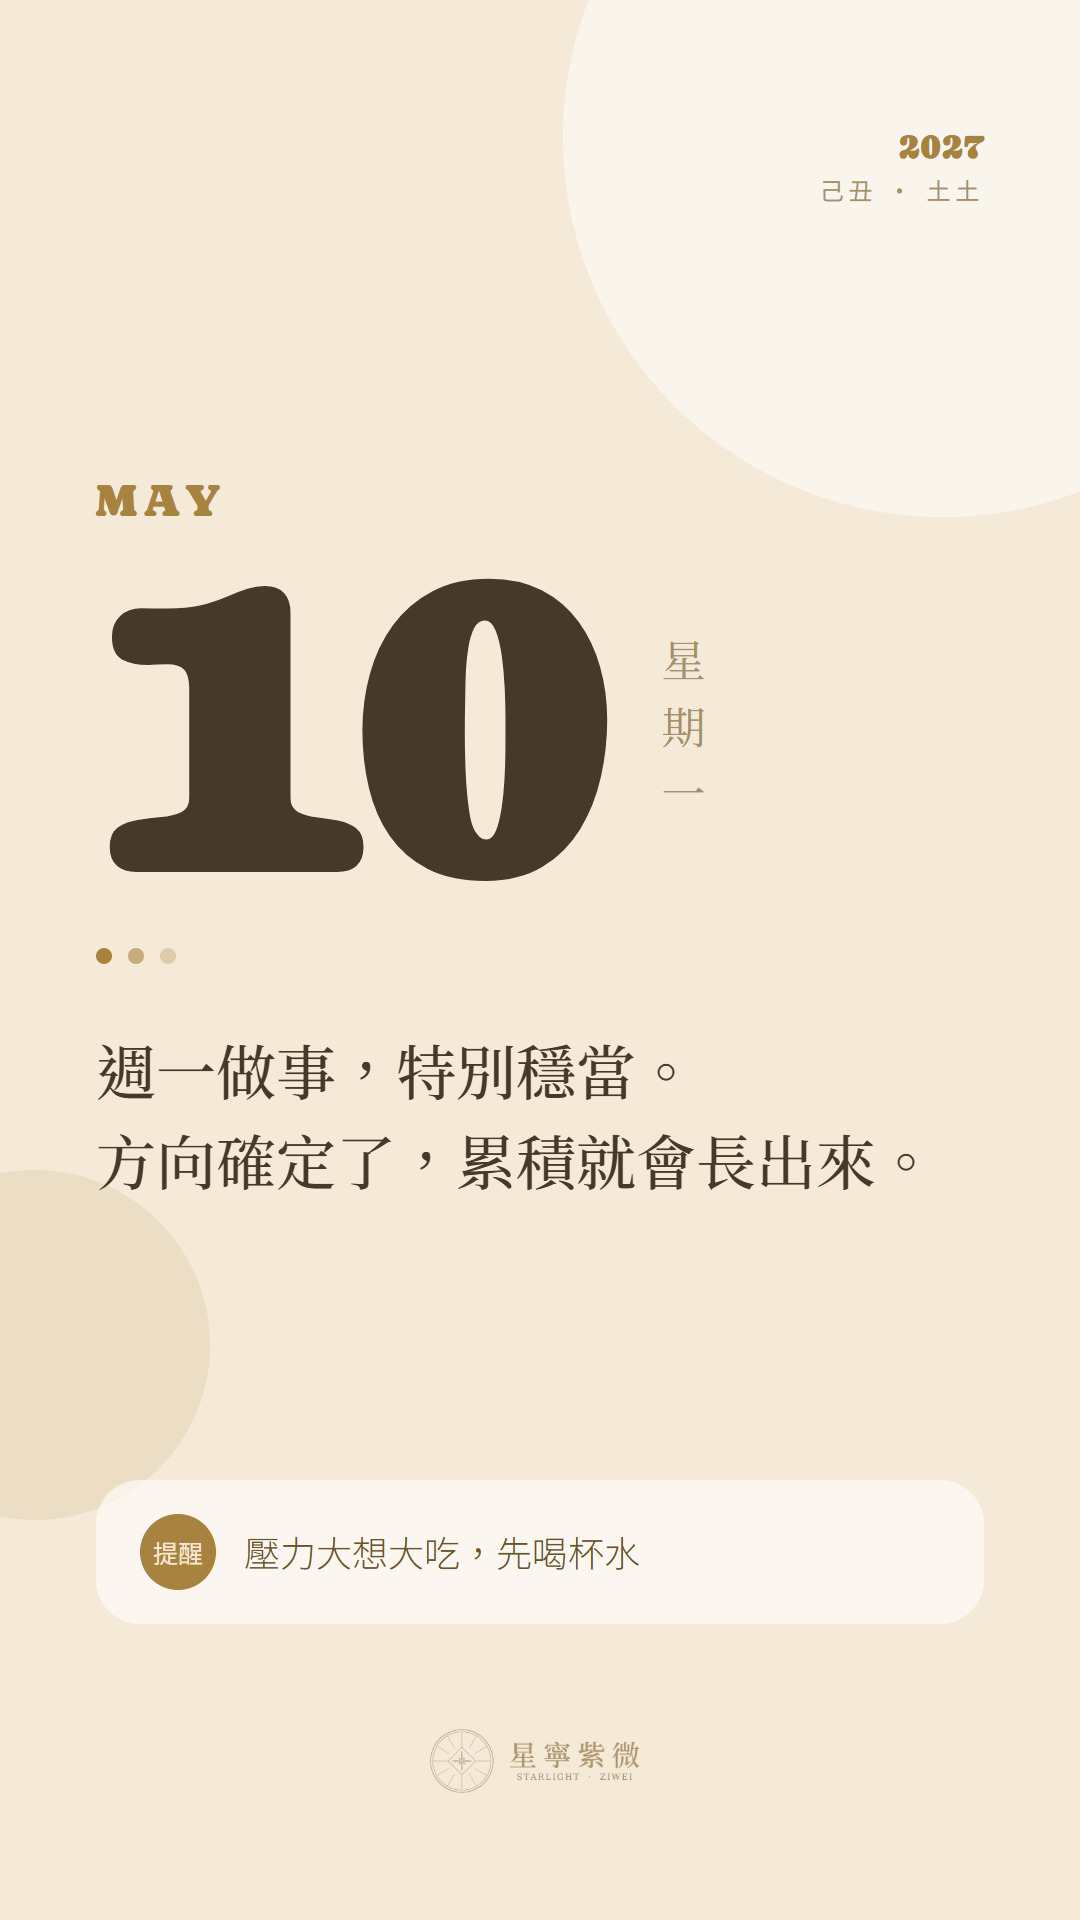 2027
己丑 · 土土
MAY
10
星期一
週一做事，特別穩當。
方向確定了，累積就會長出來。
提醒
壓力大想大吃，先喝杯水
星寧紫微
STARLIGHT · ZIWEI